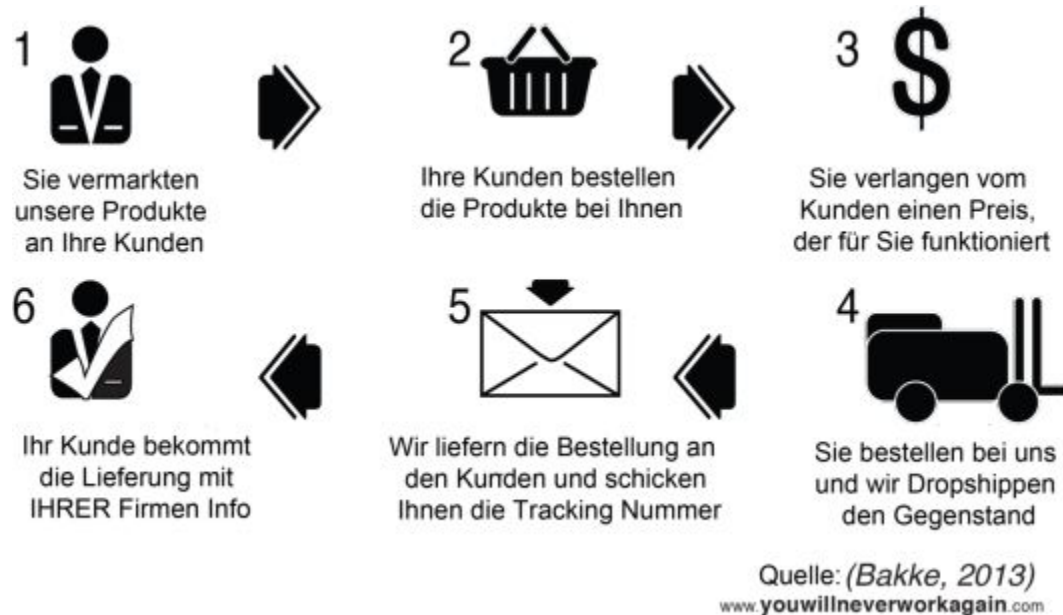 1
Sie vermarkten
unsere Produkte
an Ihre Kunden
2
Ihre Kunden bestellen
die Produkte bei Ihnen
3
$
Sie verlangen vom
Kunden einen Preis,
der für Sie funktioniert
4
Sie bestellen bei uns
und wir Dropshippen
den Gegenstand
5
Wir liefern die Bestellung an
den Kunden und schicken
Ihnen die Tracking Nummer
6
Ihr Kunde bekommt
die Lieferung mit
IHRER Firmen Info
Quelle: (Bakke, 2013)
www.youwillneverworkagain.com